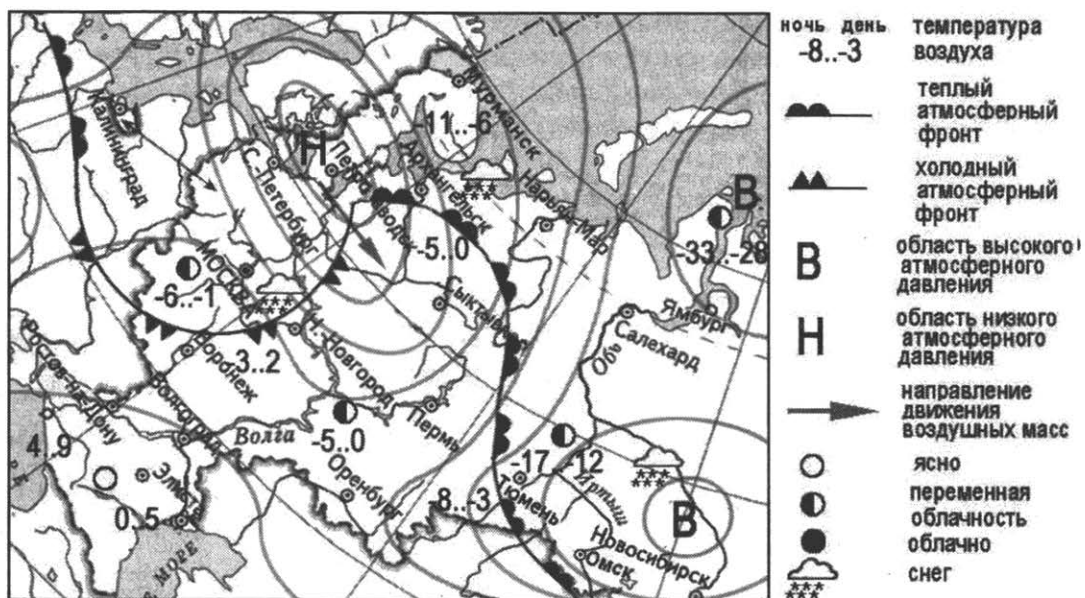 Мурманск
-11..-6
Калининград
С.-Петербург
Н
Петрозаводск
Архангельск
Нарьян-Мар
В
-33..-28
-5..0
МОСКВА
-6..-1
Сыктывкар
Ямбург
Салехард
Обь
Н. Новгород
-3..2
Воронеж
Ростов-на-Дону
Волгоград
Волга
Пермь
-5..0
4..9
Элиста
Оренбург
-17..-12
Тюмень
Иртыш
-8..-3
В
0..5
МОРЕ
Новосибирск
Омск
ночь день
-8..-3
температура
воздуха
теплый
атмосферный
фронт
холодный
атмосферный
фронт
В
область высокого
атмосферного
давления
Н
область низкого
атмосферного
давления
направление
движения
воздушных масс
ясно
переменная
облачность
облачно
снег